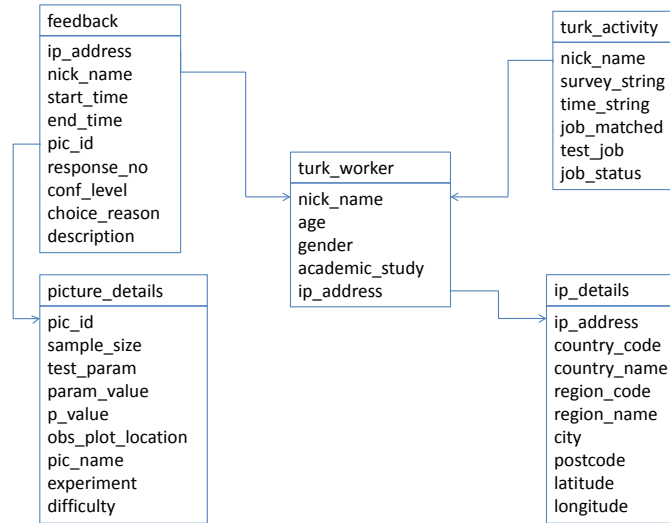 feedback
ip_address
nick_name
start_time
end_time
pic_id
response_no
conf_level
choice_reason
description
turk_activity
nick_name
survey_string
time_string
job_matched
test_job
job_status
turk_worker
nick_name
age
gender
academic_study
ip_address
picture_details
pic_id
sample_size
test_param
param_value
p_value
obs_plot_location
pic_name
experiment
difficulty
ip_details
ip_address
country_code
country_name
region_code
region_name
city
postcode
latitude
longitude